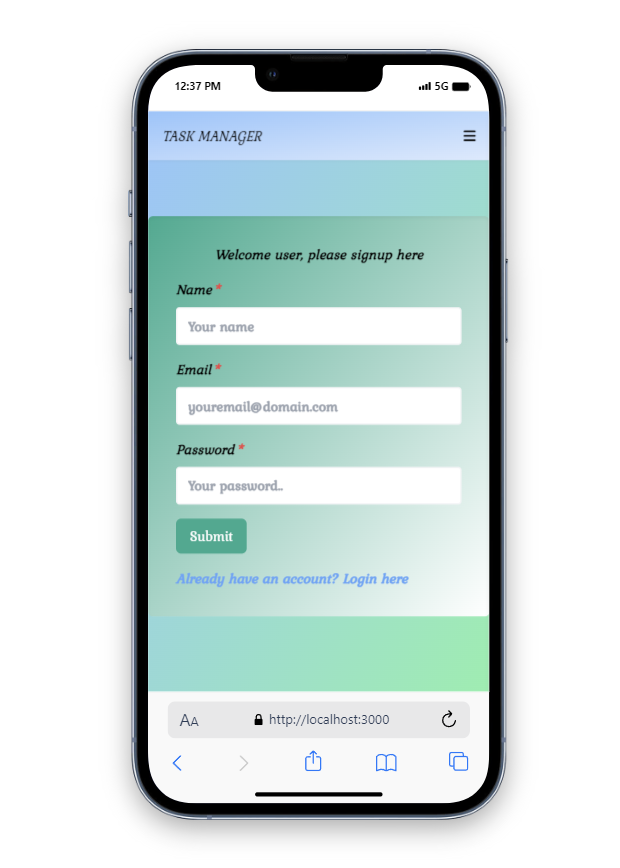 12:37 PM 5G
TASK MANAGER
Welcome user, please signup here
Name *
Your name
Email *
youremail@domain.com
Password *
Your password..
Submit
Already have an account? Login here
AA http://localhost:3000